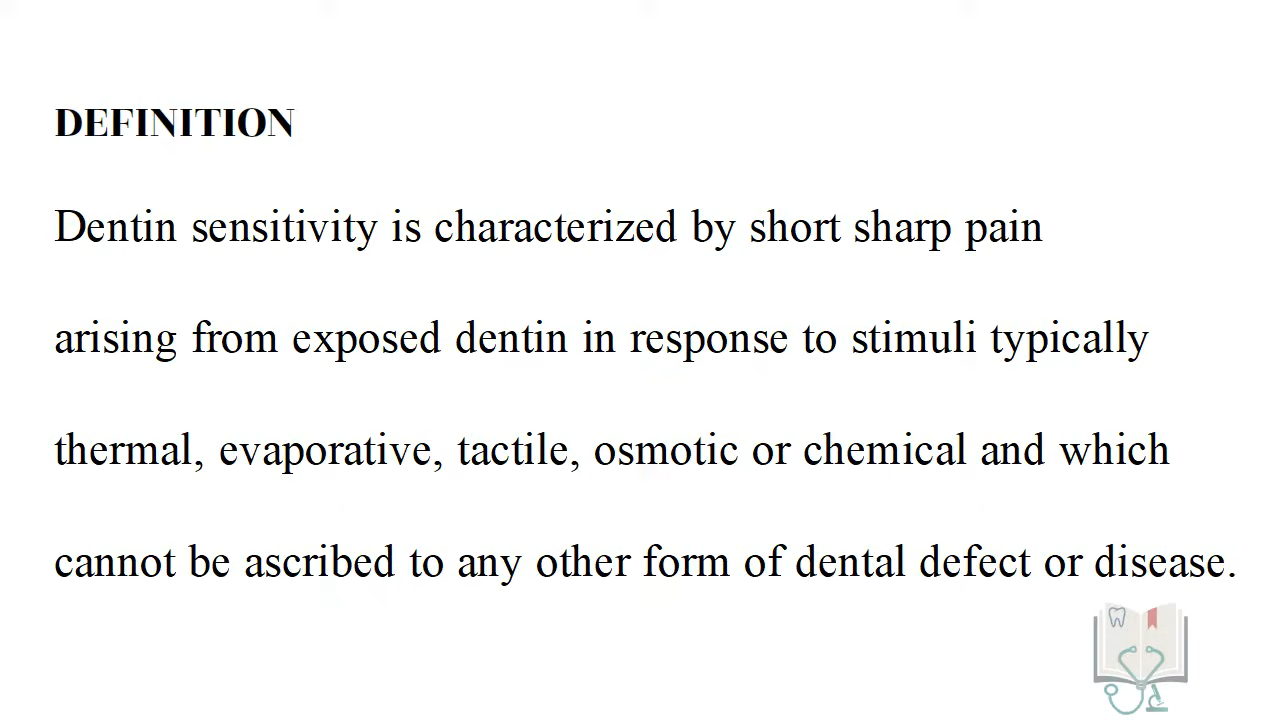 DEFINITION
Dentin sensitivity is characterized by short sharp pain
arising from exposed dentin in response to stimuli typically
thermal, evaporative, tactile, osmotic or chemical and which
cannot be ascribed to any other form of dental defect or disease.